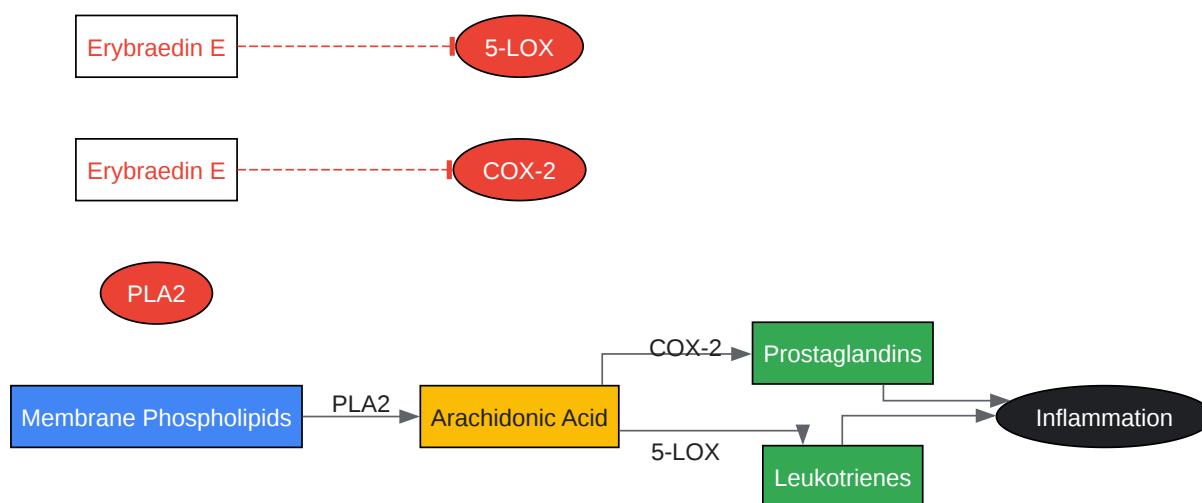 Erybraedin E
5-LOX
Erybraedin E
COX-2
PLA2
COX-2
Prostaglandins
Membrane Phospholipids
PLA2
Arachidonic Acid
Inflammation
5-LOX
Leukotrienes